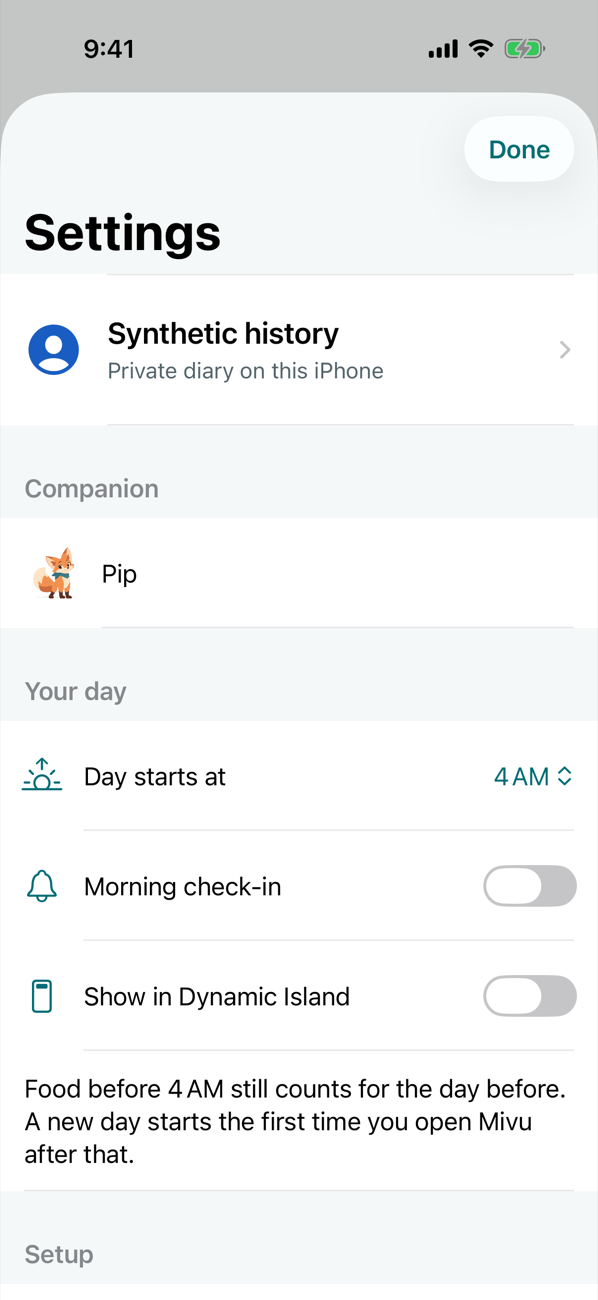 9:41
Done
Settings
Synthetic history
Private diary on this iPhone
Companion
Pip
Your day
Day starts at
4 AM
Morning check-in
Show in Dynamic Island
Food before 4 AM still counts for the day before.
A new day starts the first time you open Mivu
after that.
Setup